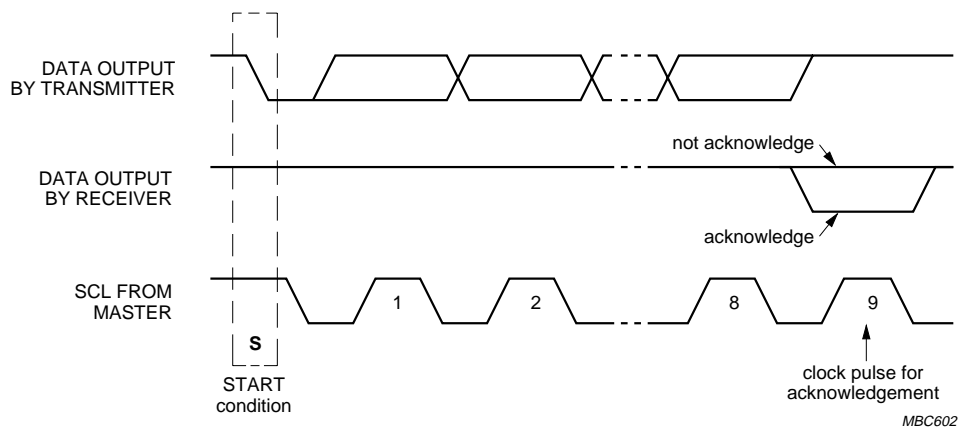 DATA OUTPUT
BY TRANSMITTER
not acknowledge
DATA OUTPUT
BY RECEIVER
acknowledge
SCL FROM
MASTER
1
2
8
9
S
START
condition
clock pulse for
acknowledgement
MBC602